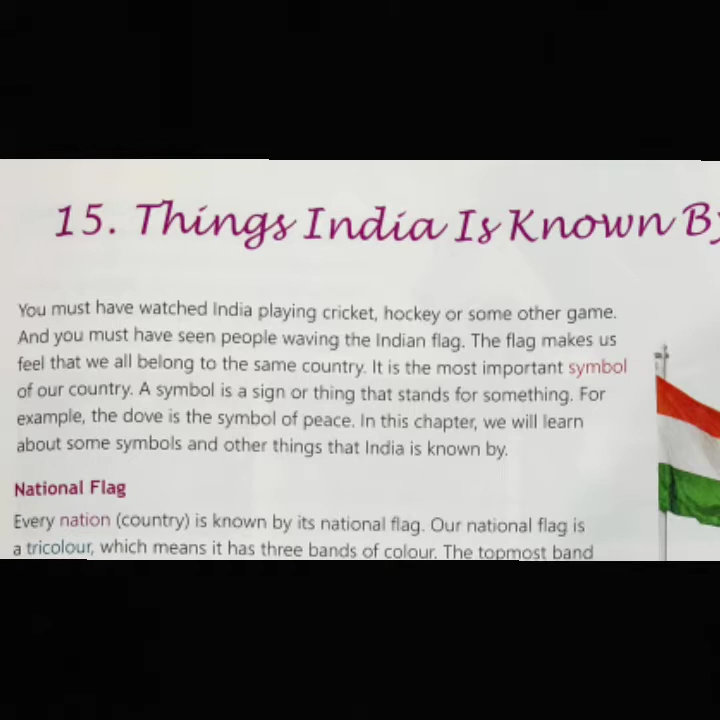 15. Things India Is Known By
You must have watched India playing cricket, hockey or some other game.
And you must have seen people waving the Indian flag. The flag makes us
feel that we all belong to the same country. It is the most important symbol
of our country. A symbol is a sign or thing that stands for something. For
example, the dove is the symbol of peace. In this chapter, we will learn
about some symbols and other things that India is known by.
National Flag
Every nation (country) is known by its national flag. Our national flag is
a tricolour, which means it has three bands of colour. The topmost band